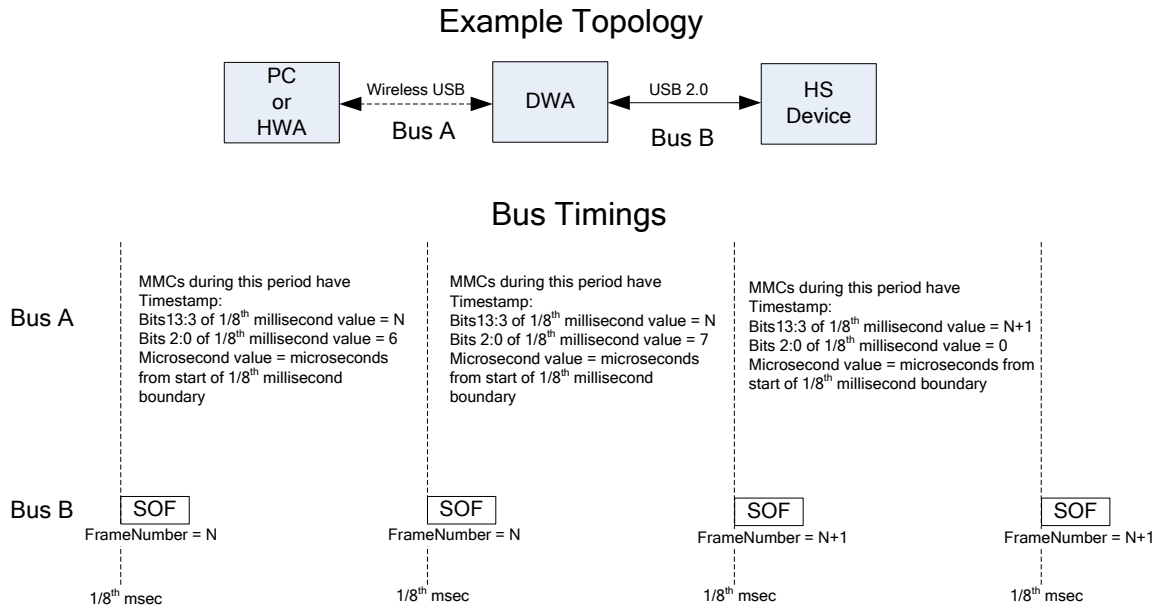 Example Topology
PC
or
HWA
Wireless USB
Bus A
DWA
USB 2.0
Bus B
HS
Device
Bus Timings
Bus A
MMCs during this period have
Timestamp:
Bits13:3 of 1/8th millisecond value = N
Bits 2:0 of 1/8th millisecond value = 6
Microsecond value = microseconds
from start of 1/8th millisecond
boundary
MMCs during this period have
Timestamp:
Bits13:3 of 1/8th millisecond value = N
Bits 2:0 of 1/8th millisecond value = 7
Microsecond value = microseconds
from start of 1/8th millisecond
boundary
MMCs during this period have
Timestamp:
Bits13:3 of 1/8th millisecond value = N+1
Bits 2:0 of 1/8th millisecond value = 0
Microsecond value = microseconds from
start of 1/8th millisecond boundary
Bus B
SOF
FrameNumber = N
SOF
FrameNumber = N
SOF
FrameNumber = N+1
SOF
FrameNumber = N+1
1/8th msec
1/8th msec
1/8th msec
1/8th msec